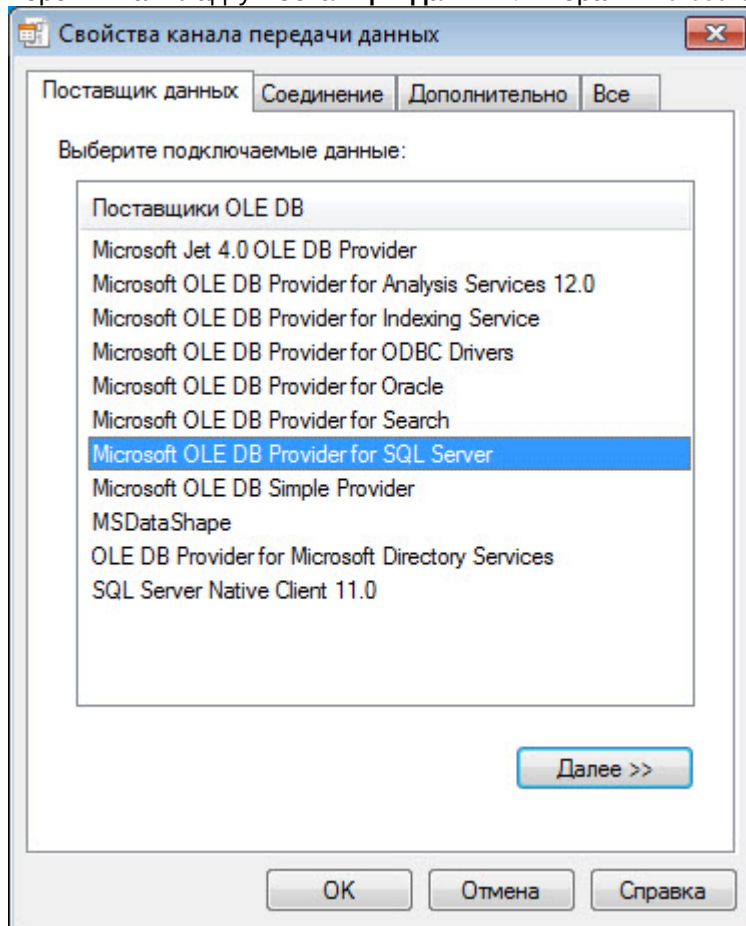 Свойства канала передачи данных
Поставщик данных Соединение Дополнительно Все
Выберите подключаемые данные:
Поставщики OLE DB
Microsoft Jet 4.0 OLE DB Provider
Microsoft OLE DB Provider for Analysis Services 12.0
Microsoft OLE DB Provider for Indexing Service
Microsoft OLE DB Provider for ODBC Drivers
Microsoft OLE DB Provider for Oracle
Microsoft OLE DB Provider for Search
Microsoft OLE DB Provider for SQL Server
Microsoft OLE DB Simple Provider
MSDataShape
OLE DB Provider for Microsoft Directory Services
SQL Server Native Client 11.0
Далее >>
OK Отмена Справка